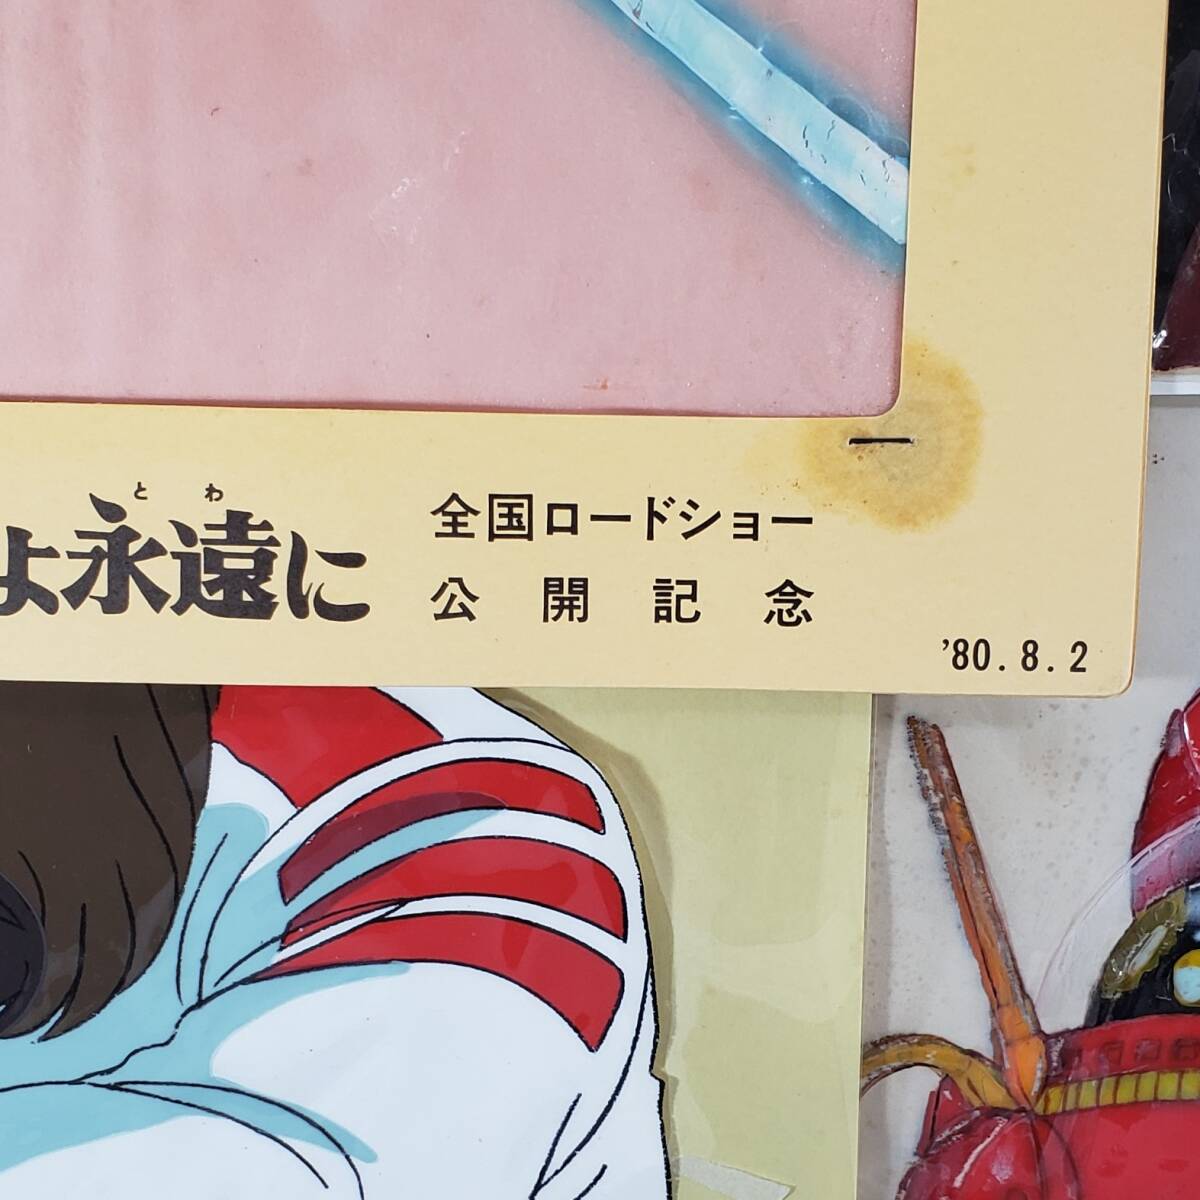 よ永遠に
とわ
全国ロードショー
公開記念
'80.8.2